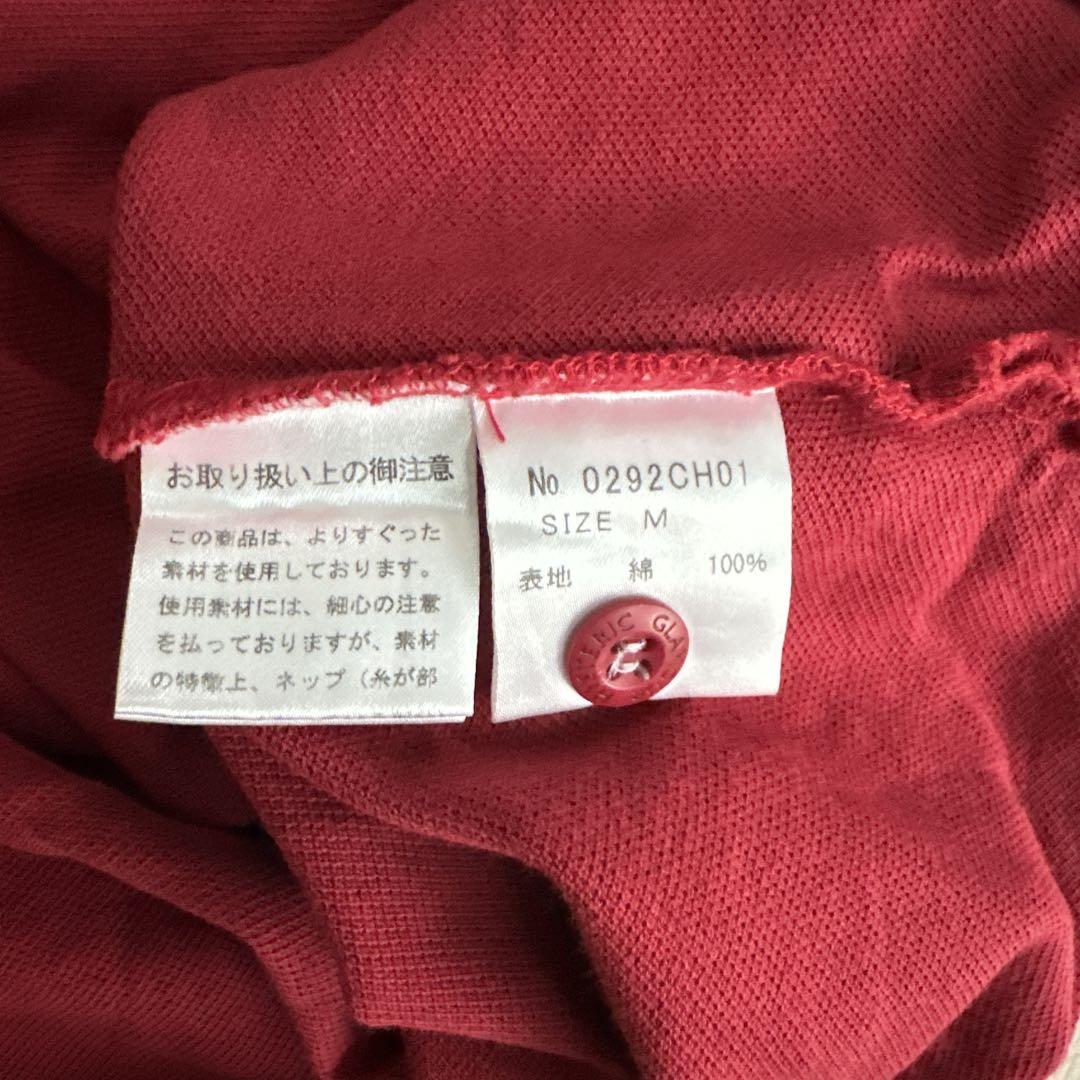 お取り扱い上の御注意
この商品は、よりすぐった
素材を使用しております。
使用素材には、細心の注意
を払っておりますが、素材
の特徴上、ネップ（糸が部
No. 0292CH01
SIZE M
表地 綿 100%
GLA